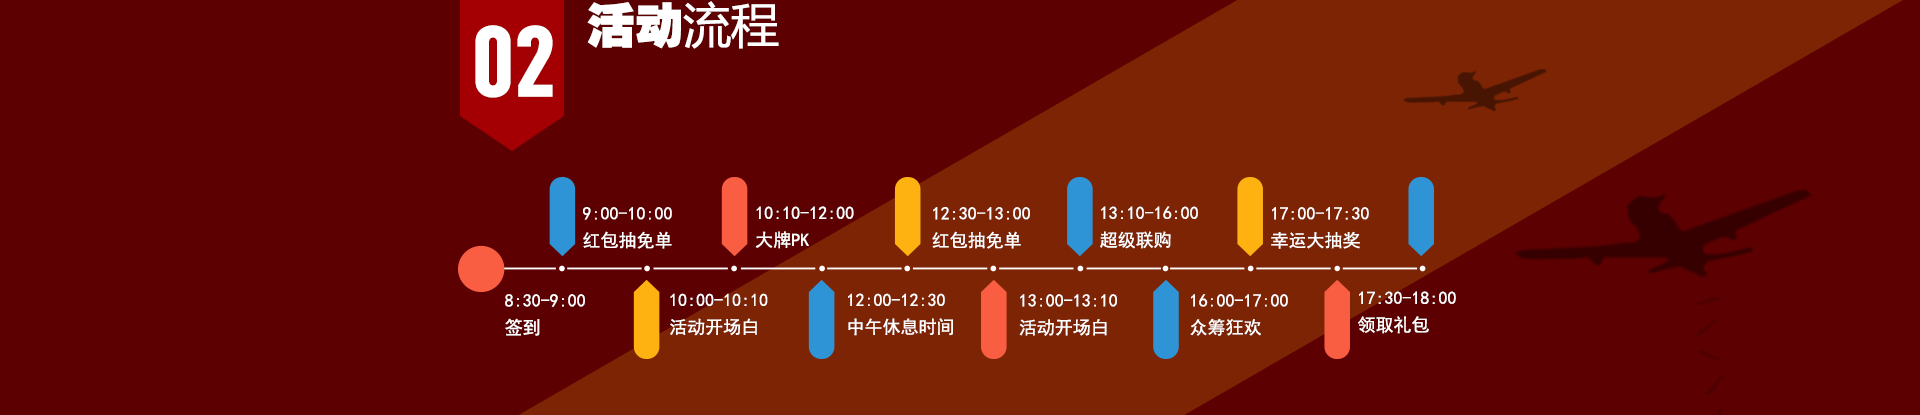 02
活动流程
8:30-9:00
签到
9:00-10:00
红包抽免单
10:00-10:10
活动开场白
10:10-12:00
大牌PK
12:00-12:30
中午休息时间
12:30-13:00
红包抽免单
13:00-13:10
活动开场白
13:10-16:00
超级联购
16:00-17:00
众筹狂欢
17:00-17:30
幸运大抽奖
17:30-18:00
领取礼包